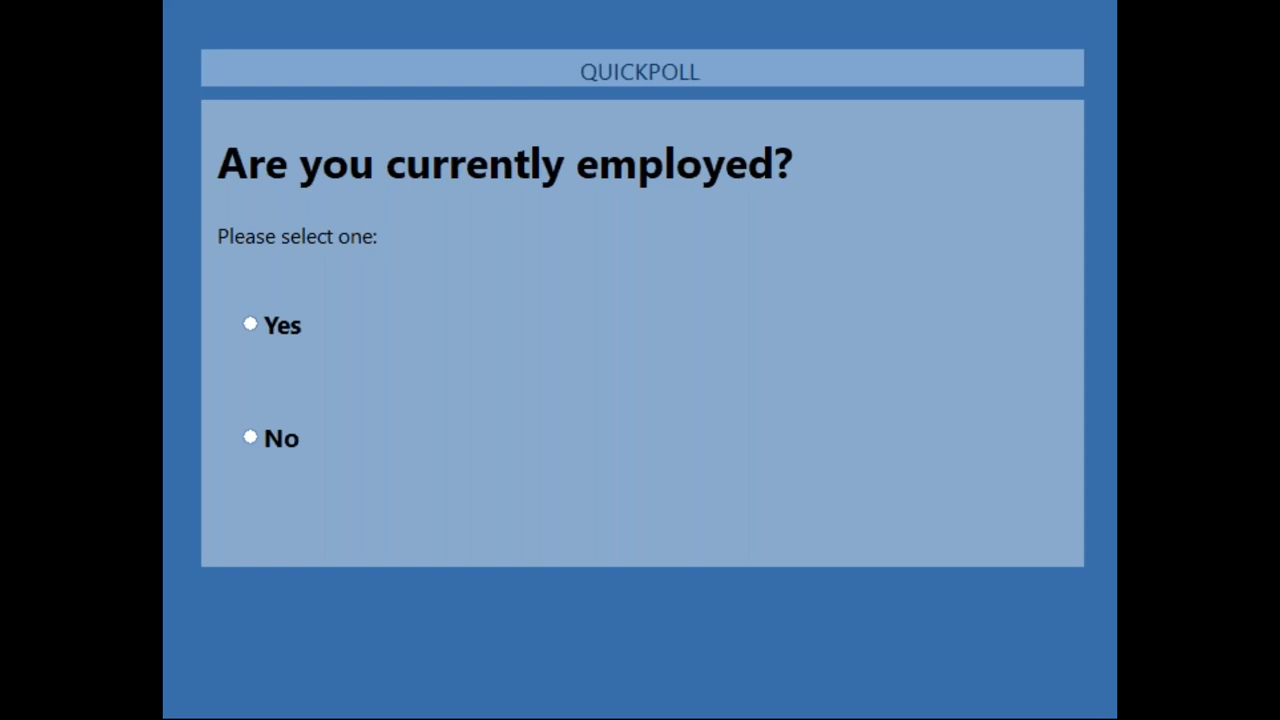 QUICKPOLL
Are you currently employed?
Please select one:
Yes
No